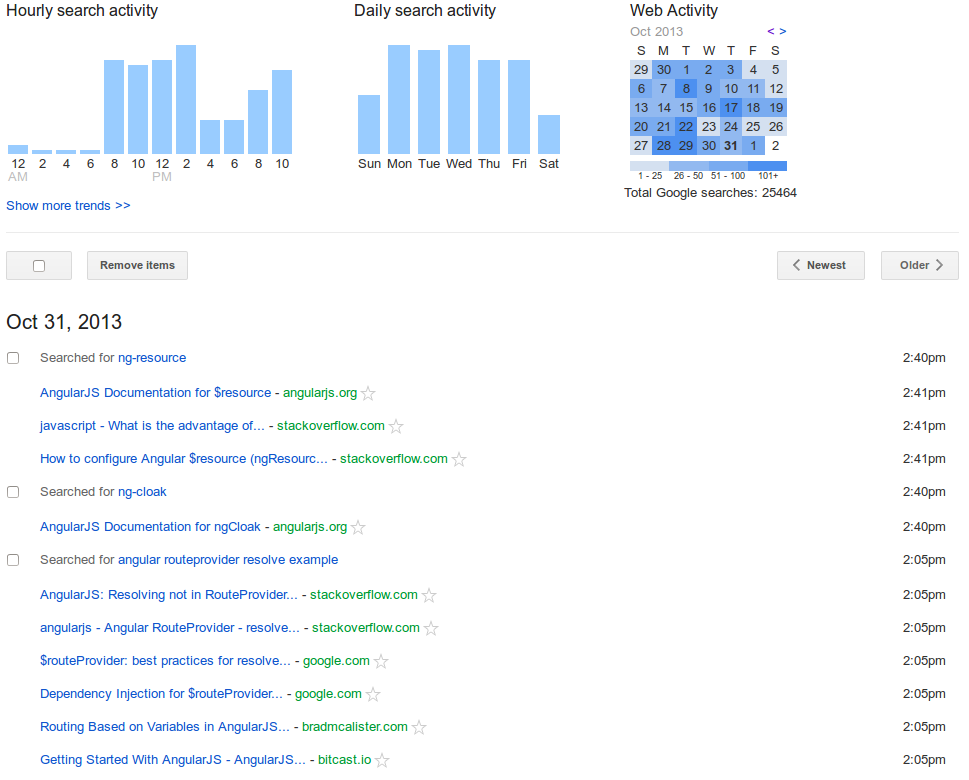 Hourly search activity
12 2 4 6 8 10 12 2 4 6 8 10
AM PM
Daily search activity
Sun Mon Tue Wed Thu Fri Sat
Web Activity
Oct 2013 < >
S M T W T F S
29 30 1 2 3 4 5
6 7 8 9 10 11 12
13 14 15 16 17 18 19
20 21 22 23 24 25 26
27 28 29 30 31 1 2
1 - 25 26 - 50 51 - 100 101+
Total Google searches: 25464
Show more trends >>
Remove items
Newest Older
Oct 31, 2013
Searched for ng-resource 2:40pm
AngularJS Documentation for $resource - angularjs.org 2:41pm
javascript - What is the advantage of... - stackoverflow.com 2:41pm
How to configure Angular $resource (ngResourc... - stackoverflow.com 2:41pm
Searched for ng-cloak 2:40pm
AngularJS Documentation for ngCloak - angularjs.org 2:40pm
Searched for angular routeprovider resolve example 2:05pm
AngularJS: Resolving not in RouteProvider... - stackoverflow.com 2:05pm
angularjs - Angular RouteProvider - resolve... - stackoverflow.com 2:05pm
$routeProvider: best practices for resolve... - google.com 2:05pm
Dependency Injection for $routeProvider... - google.com 2:05pm
Routing Based on Variables in AngularJS... - bradmcalister.com 2:05pm
Getting Started With AngularJS - AngularJS... - bitcast.io 2:05pm